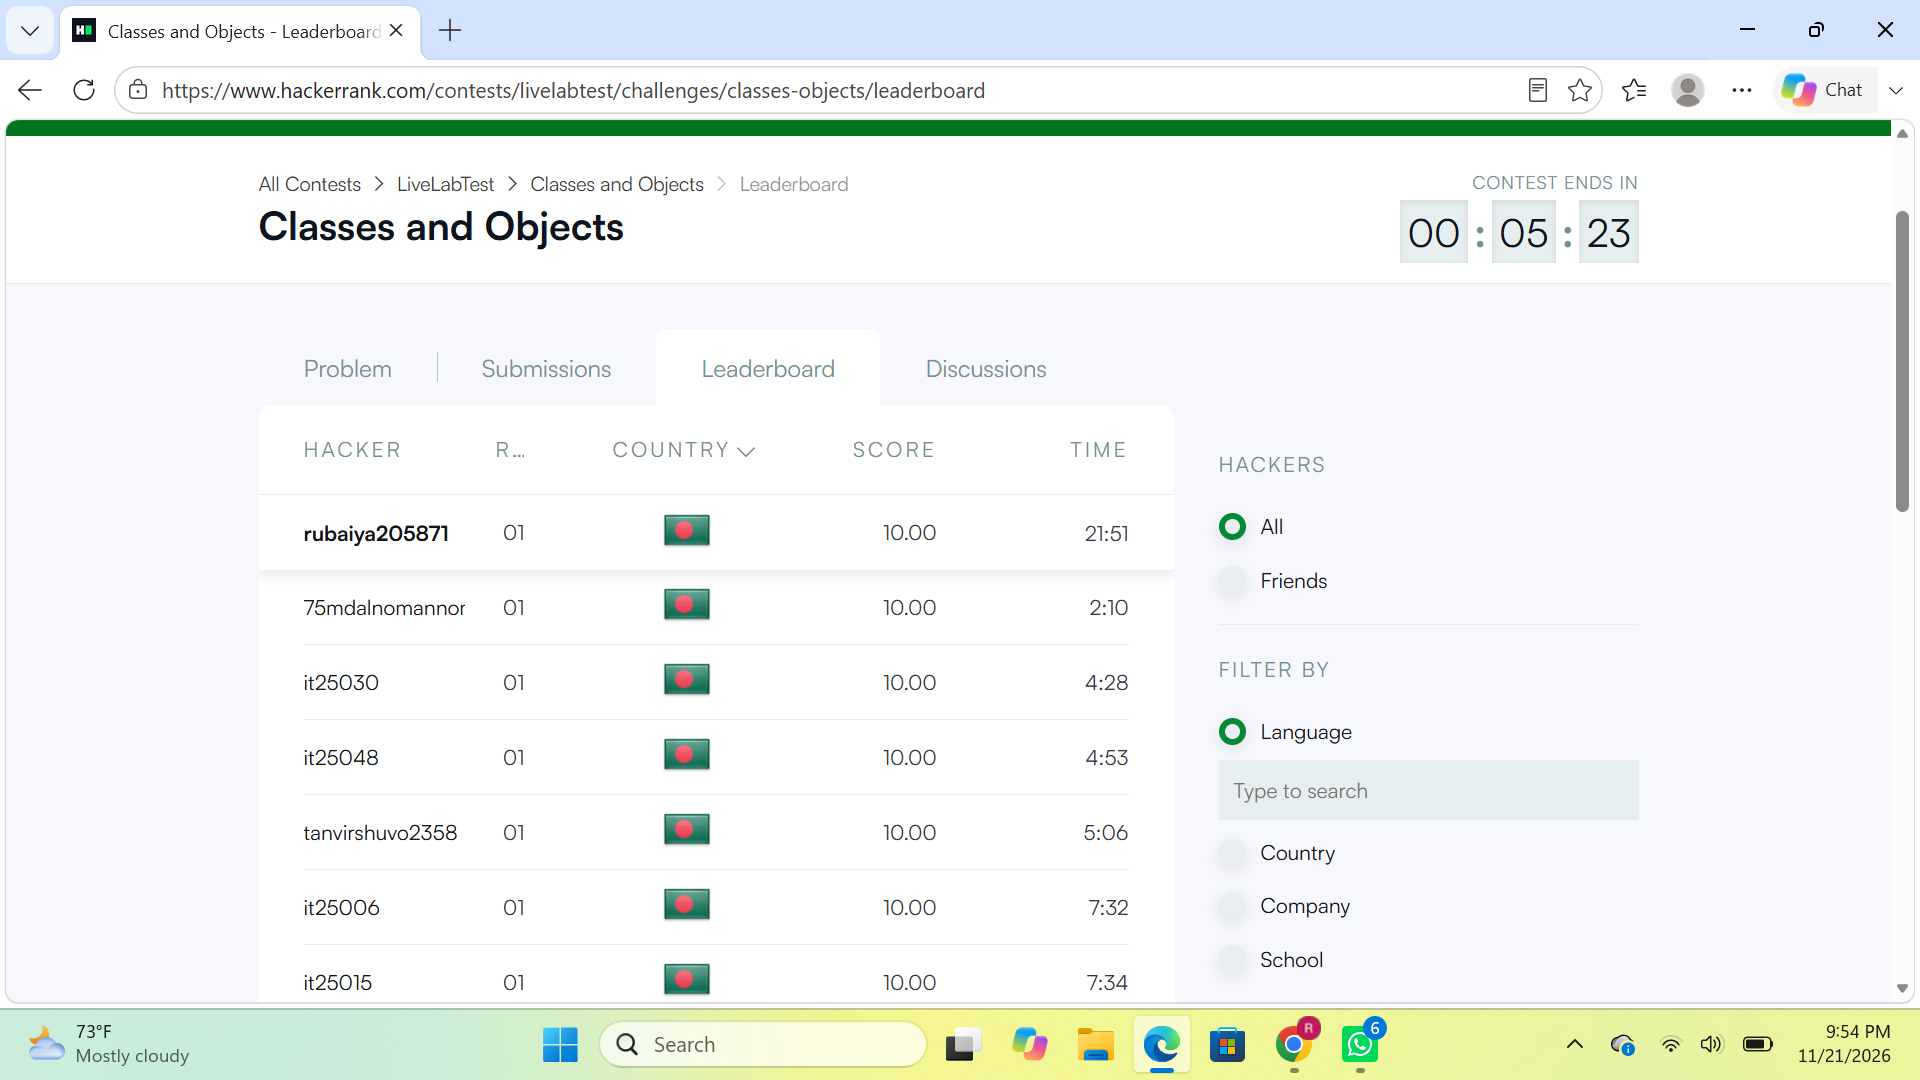 Classes and Objects - Leaderboard
https://www.hackerrank.com/contests/livelabtest/challenges/classes-objects/leaderboard
Chat
All Contests > LiveLabTest > Classes and Objects > Leaderboard
CONTEST ENDS IN
Classes and Objects
00 : 05 : 23
Problem Submissions Leaderboard Discussions
HACKER R... COUNTRY SCORE TIME
rubaiya205871 01 10.00 21:51
75mdalnomannor 01 10.00 2:10
it25030 01 10.00 4:28
it25048 01 10.00 4:53
tanvirshuvo2358 01 10.00 5:06
it25006 01 10.00 7:32
it25015 01 10.00 7:34
HACKERS
All
Friends
FILTER BY
Language
Type to search
Country
Company
School
73°F
Mostly cloudy
Search
R
6
9:54 PM
11/21/2026